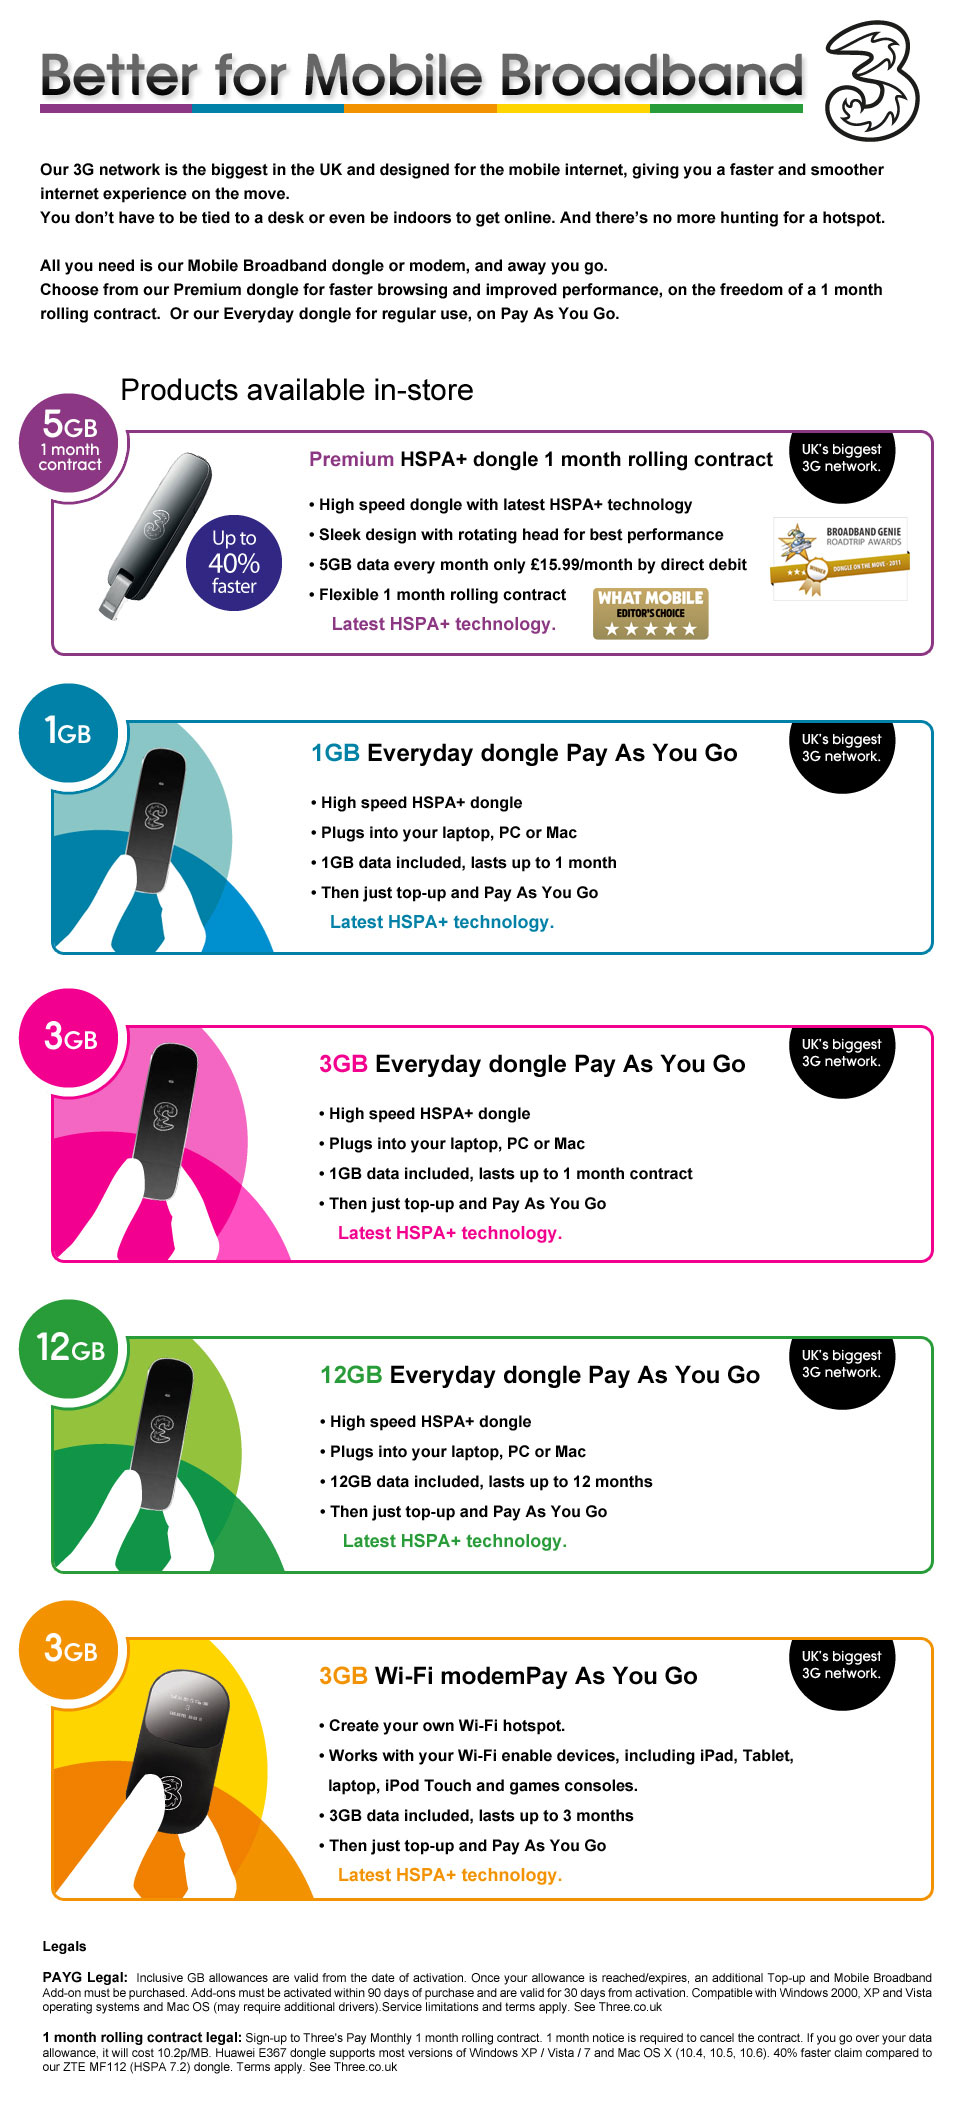 Better for Mobile Broadband
Our 3G network is the biggest in the UK and designed for the mobile internet, giving you a faster and smoother
internet experience on the move.
You don't have to be tied to a desk or even be indoors to get online. And there's no more hunting for a hotspot.
All you need is our Mobile Broadband dongle or modem, and away you go.
Choose from our Premium dongle for faster browsing and improved performance, on the freedom of a 1 month
rolling contract.  Or our Everyday dongle for regular use, on Pay As You Go.
Products available in-store
5GB
1 month
contract
Up to
40%
faster
Premium HSPA+ dongle 1 month rolling contract
• High speed dongle with latest HSPA+ technology
• Sleek design with rotating head for best performance
• 5GB data every month only £15.99/month by direct debit
• Flexible 1 month rolling contract
Latest HSPA+ technology.
WHAT MOBILE
EDITOR'S CHOICE
UK's biggest
3G network.
BROADBAND GENIE
ROADTRIP AWARDS
WINNER
DONGLE ON THE MOVE - 2011
1GB
1GB Everyday dongle Pay As You Go
• High speed HSPA+ dongle
• Plugs into your laptop, PC or Mac
• 1GB data included, lasts up to 1 month
• Then just top-up and Pay As You Go
Latest HSPA+ technology.
UK's biggest
3G network.
3GB
3GB Everyday dongle Pay As You Go
• High speed HSPA+ dongle
• Plugs into your laptop, PC or Mac
• 1GB data included, lasts up to 1 month contract
• Then just top-up and Pay As You Go
Latest HSPA+ technology.
UK's biggest
3G network.
12GB
12GB Everyday dongle Pay As You Go
• High speed HSPA+ dongle
• Plugs into your laptop, PC or Mac
• 12GB data included, lasts up to 12 months
• Then just top-up and Pay As You Go
Latest HSPA+ technology.
UK's biggest
3G network.
3GB
3GB Wi-Fi modemPay As You Go
• Create your own Wi-Fi hotspot.
• Works with your Wi-Fi enable devices, including iPad, Tablet,
laptop, iPod Touch and games consoles.
• 3GB data included, lasts up to 3 months
• Then just top-up and Pay As You Go
Latest HSPA+ technology.
UK's biggest
3G network.
Legals
PAYG Legal:  Inclusive GB allowances are valid from the date of activation. Once your allowance is reached/expires, an additional Top-up and Mobile Broadband
Add-on must be purchased. Add-ons must be activated within 90 days of purchase and are valid for 30 days from activation. Compatible with Windows 2000, XP and Vista
operating systems and Mac OS (may require additional drivers).Service limitations and terms apply. See Three.co.uk
1 month rolling contract legal: Sign-up to Three's Pay Monthly 1 month rolling contract. 1 month notice is required to cancel the contract. If you go over your data
allowance, it will cost 10.2p/MB. Huawei E367 dongle supports most versions of Windows XP / Vista / 7 and Mac OS X (10.4, 10.5, 10.6). 40% faster claim compared to
our ZTE MF112 (HSPA 7.2) dongle. Terms apply. See Three.co.uk